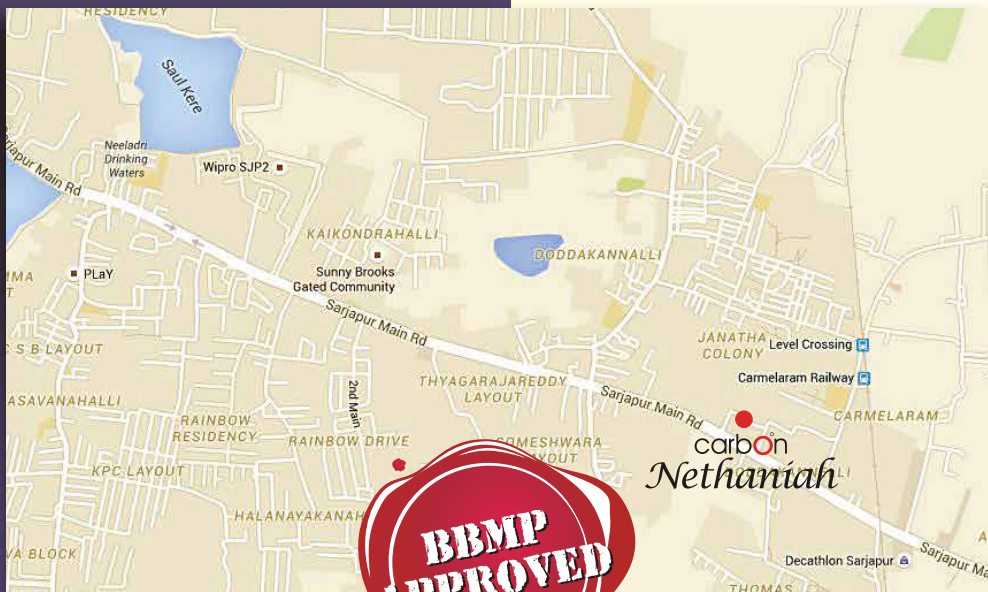 RESIDENCY
Saul Kere
Sarjapur Main Rd
Neeladri
Drinking
Waters
Wipro SJP2
KAIKONDRAHALLI
DODDAKANNALLI
PLaY
Sunny Brooks
Gated Community
Sarjapur Main Rd
S B LAYOUT
JANATHA
COLONY
Level Crossing
Carmelaram Railway
THYAGARAJAREDDY
LAYOUT
2nd Main
Sarjapur Main Rd
ASAVANAHALLI
RAINBOW
RESIDENCY
RAINBOW DRIVE
SOMESHWARA
LAYOUT
CARMELARAM
carbon
Nethaniah
KPC LAYOUT
HALANAYAKANAH
BBMP
APPROVED
VA BLOCK
Decathlon Sarjapur
Sarjapur Ma
THOMAS